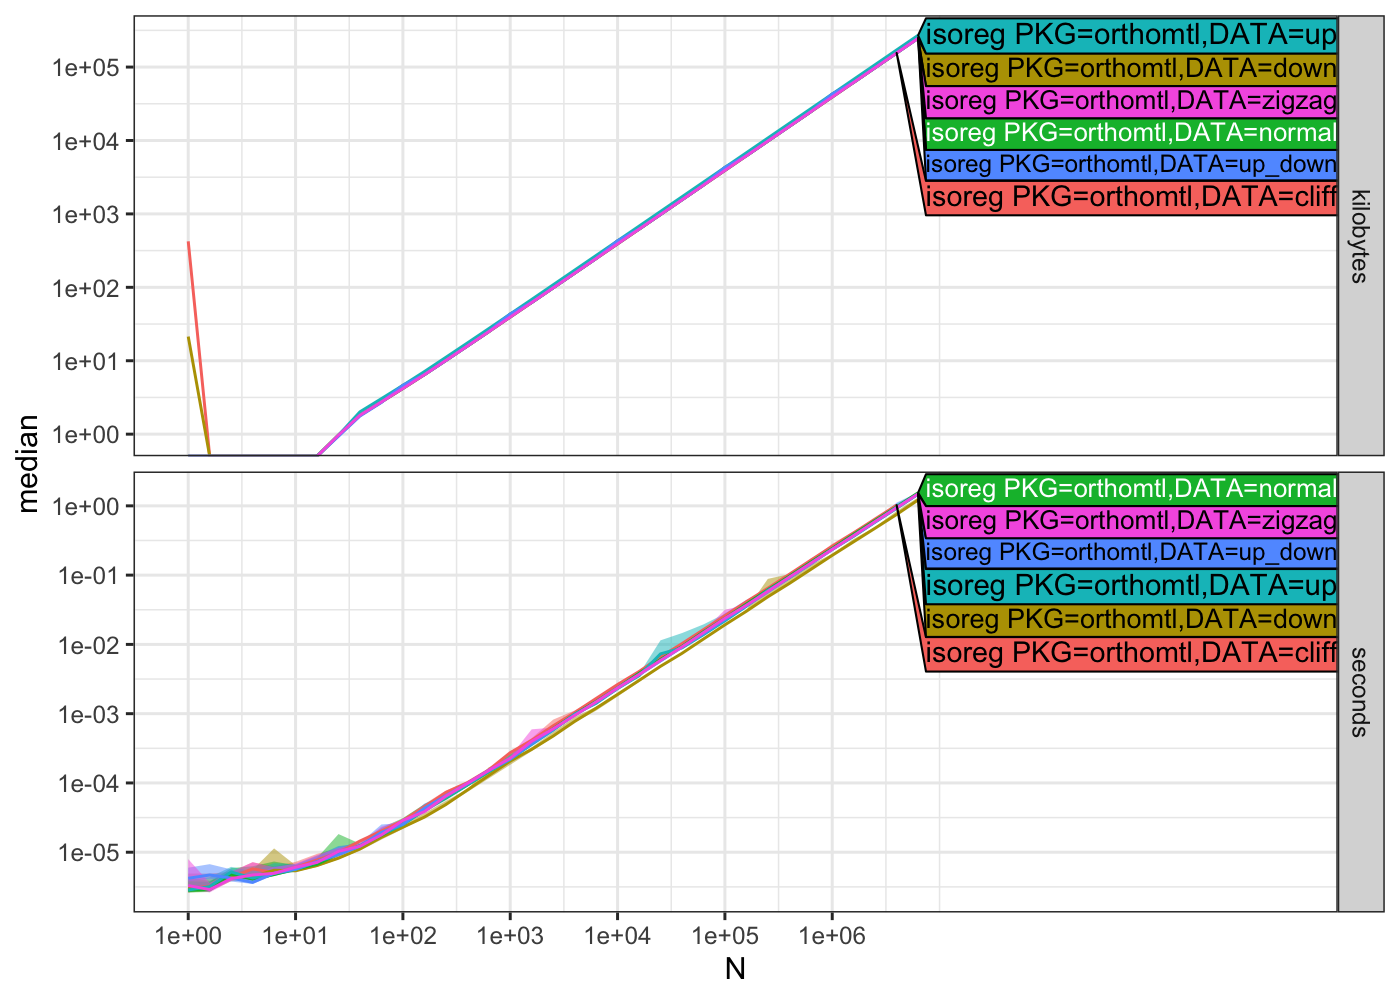 median
1e+05
1e+04
1e+03
1e+02
1e+01
1e+00
isoreg PKG=orthomtl,DATA=up
isoreg PKG=orthomtl,DATA=down
isoreg PKG=orthomtl,DATA=zigzag
isoreg PKG=orthomtl,DATA=normal
isoreg PKG=orthomtl,DATA=up_down
isoreg PKG=orthomtl,DATA=cliff
kilobytes
1e+00
1e-01
1e-02
1e-03
1e-04
1e-05
isoreg PKG=orthomtl,DATA=normal
isoreg PKG=orthomtl,DATA=zigzag
isoreg PKG=orthomtl,DATA=up_down
isoreg PKG=orthomtl,DATA=up
isoreg PKG=orthomtl,DATA=down
isoreg PKG=orthomtl,DATA=cliff
seconds
1e+00 1e+01 1e+02 1e+03 1e+04 1e+05 1e+06
N